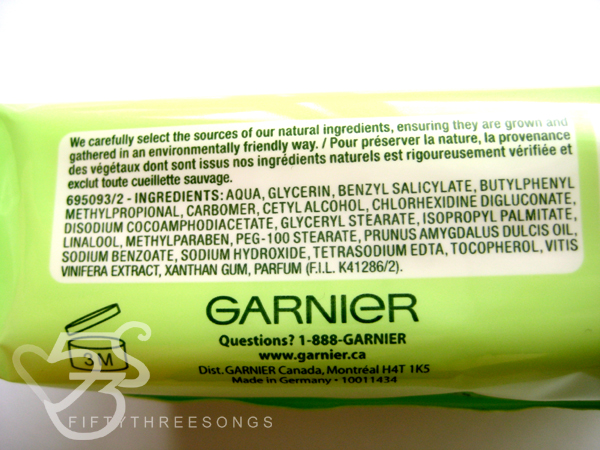 We carefully select the sources of our natural ingredients, ensuring they are grown and
gathered in an environmentally friendly way. / Pour préserver la nature, la provenance
des végétaux dont sont issus nos ingrédients naturels est rigoureusement vérifiée et
exclut toute cueillette sauvage.
695093/2 - INGREDIENTS: AQUA, GLYCERIN, BENZYL SALICYLATE, BUTYLPHENYL
METHYLPROPIONAL, CARBOMER, CETYL ALCOHOL, CHLORHEXIDINE DIGLUCONATE,
DISODIUM COCOAMPHODIACETATE, GLYCERYL STEARATE, ISOPROPYL PALMITATE,
LINALOOL, METHYLPARABEN, PEG-100 STEARATE, PRUNUS AMYGDALUS DULCIS OIL,
SODIUM BENZOATE, SODIUM HYDROXIDE, TETRASODIUM EDTA, TOCOPHEROL, VITIS
VINIFERA EXTRACT, XANTHAN GUM, PARFUM (F.I.L. K41286/2).
GARNIER
Questions? 1-888-GARNIER
www.garnier.ca
Dist. GARNIER Canada, Montréal H4T 1K5
Made in Germany • 10011434
3M
53
FIFTYTHREESONGS